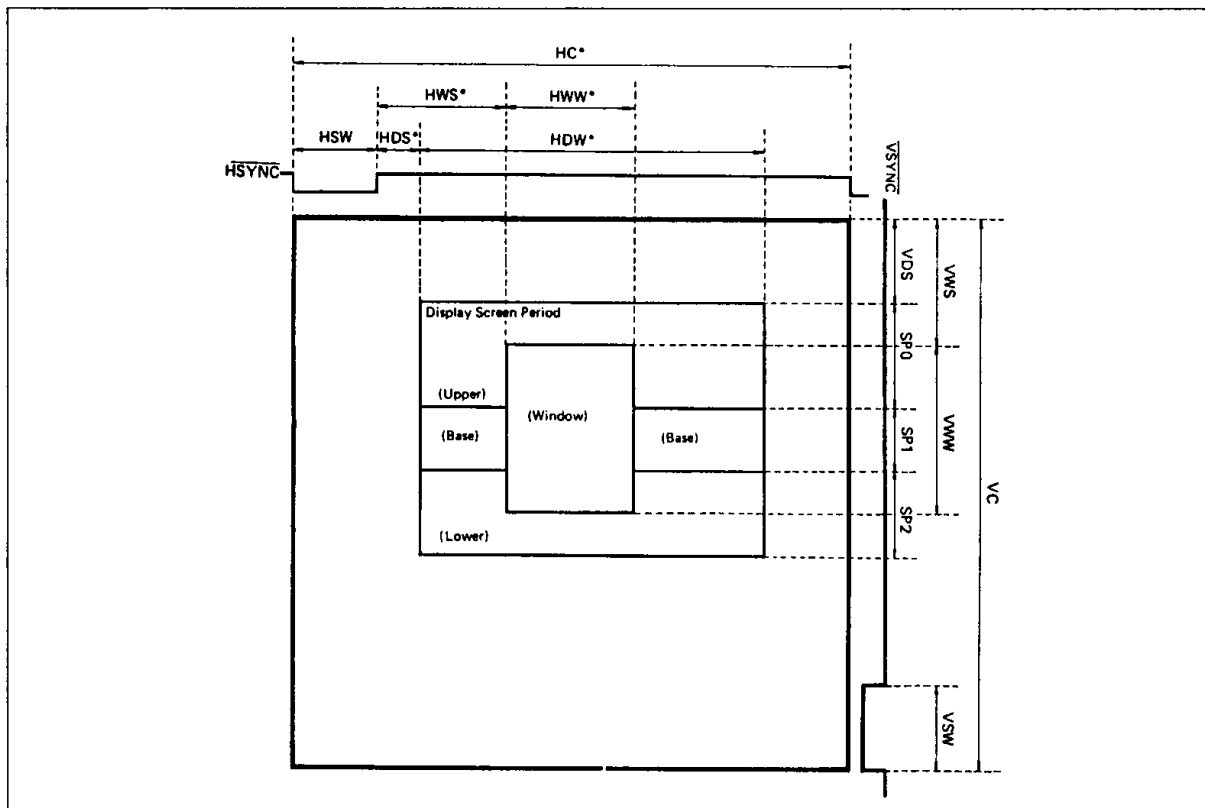 HC*
HWS*
HWW*
HSW
HDS*
HDW*
HSYNC
VSYNC
VDS
VWS
Display Screen Period
SP0
(Upper)
(Window)
(Base)
(Base)
SP1
VWW
VC
SP2
(Lower)
VSW